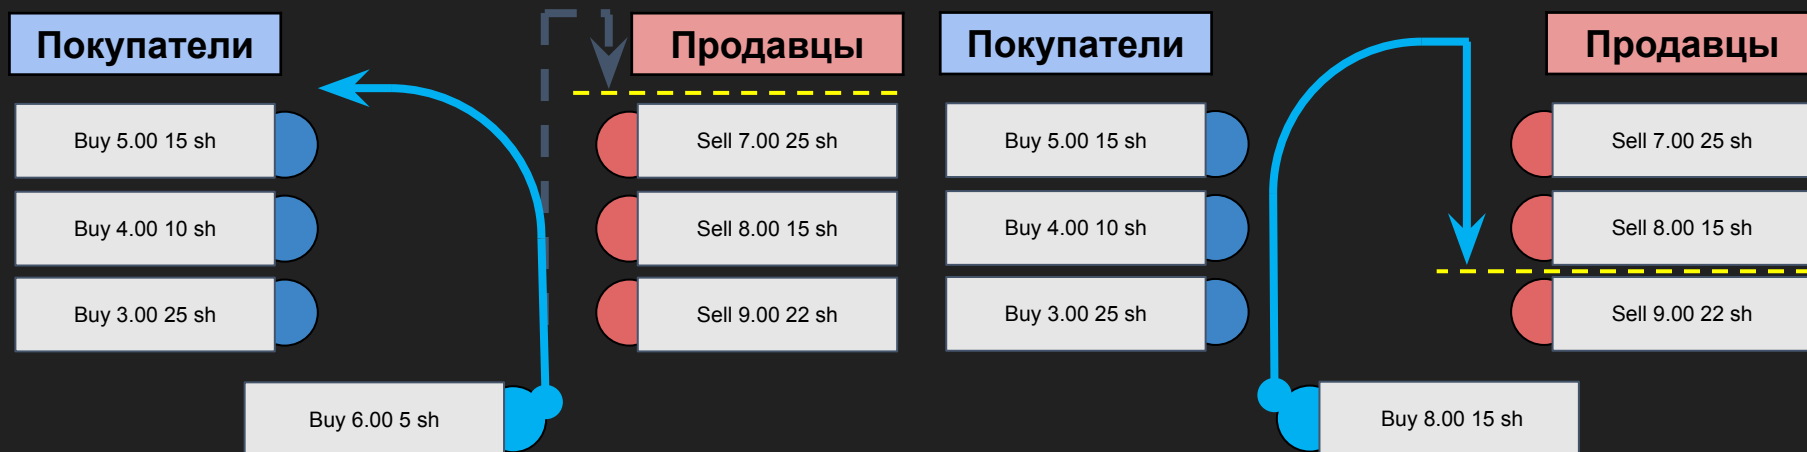 Покупатели
Продавцы
Buy 5.00 15 sh
Sell 7.00 25 sh
Buy 4.00 10 sh
Sell 8.00 15 sh
Buy 3.00 25 sh
Sell 9.00 22 sh
Buy 6.00 5 sh
Покупатели
Продавцы
Buy 5.00 15 sh
Sell 7.00 25 sh
Buy 4.00 10 sh
Sell 8.00 15 sh
Buy 3.00 25 sh
Sell 9.00 22 sh
Buy 8.00 15 sh